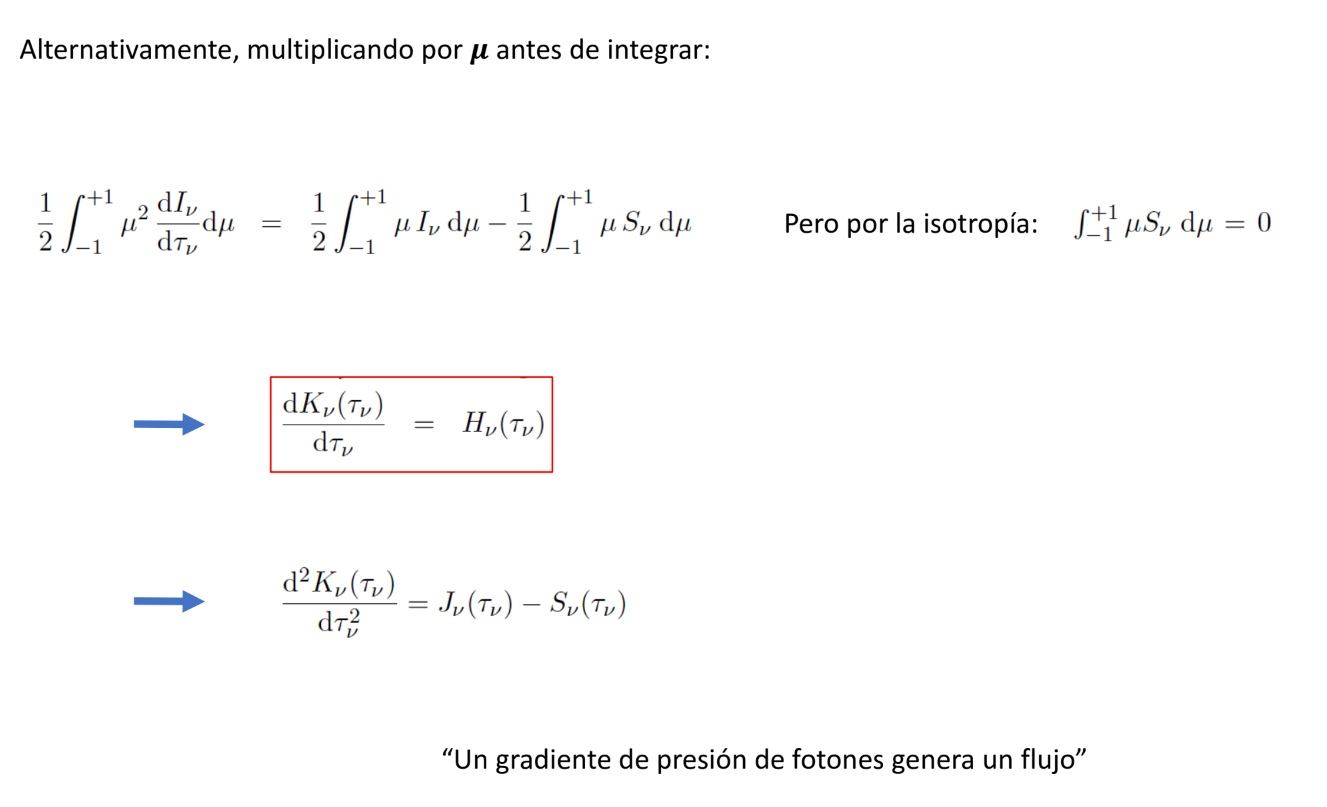 Alternativamente, multiplicando por μ antes de integrar:
$\frac{1}{2}\int_{-1}^{+1} \mu^2 \frac{\mathrm{d}I_\nu}{\mathrm{d}\tau_\nu} \mathrm{d}\mu = \frac{1}{2}\int_{-1}^{+1} \mu \, I_\nu \, \mathrm{d}\mu - \frac{1}{2}\int_{-1}^{+1} \mu \, S_\nu \, \mathrm{d}\mu$ Pero por la isotropía: $\int_{-1}^{+1} \mu S_\nu \, \mathrm{d}\mu = 0$
$\frac{\mathrm{d}K_\nu(\tau_\nu)}{\mathrm{d}\tau_\nu} = H_\nu(\tau_\nu)$
$\frac{\mathrm{d}^2 K_\nu(\tau_\nu)}{\mathrm{d}\tau_\nu^2} = J_\nu(\tau_\nu) - S_\nu(\tau_\nu)$
“Un gradiente de presión de fotones genera un flujo”